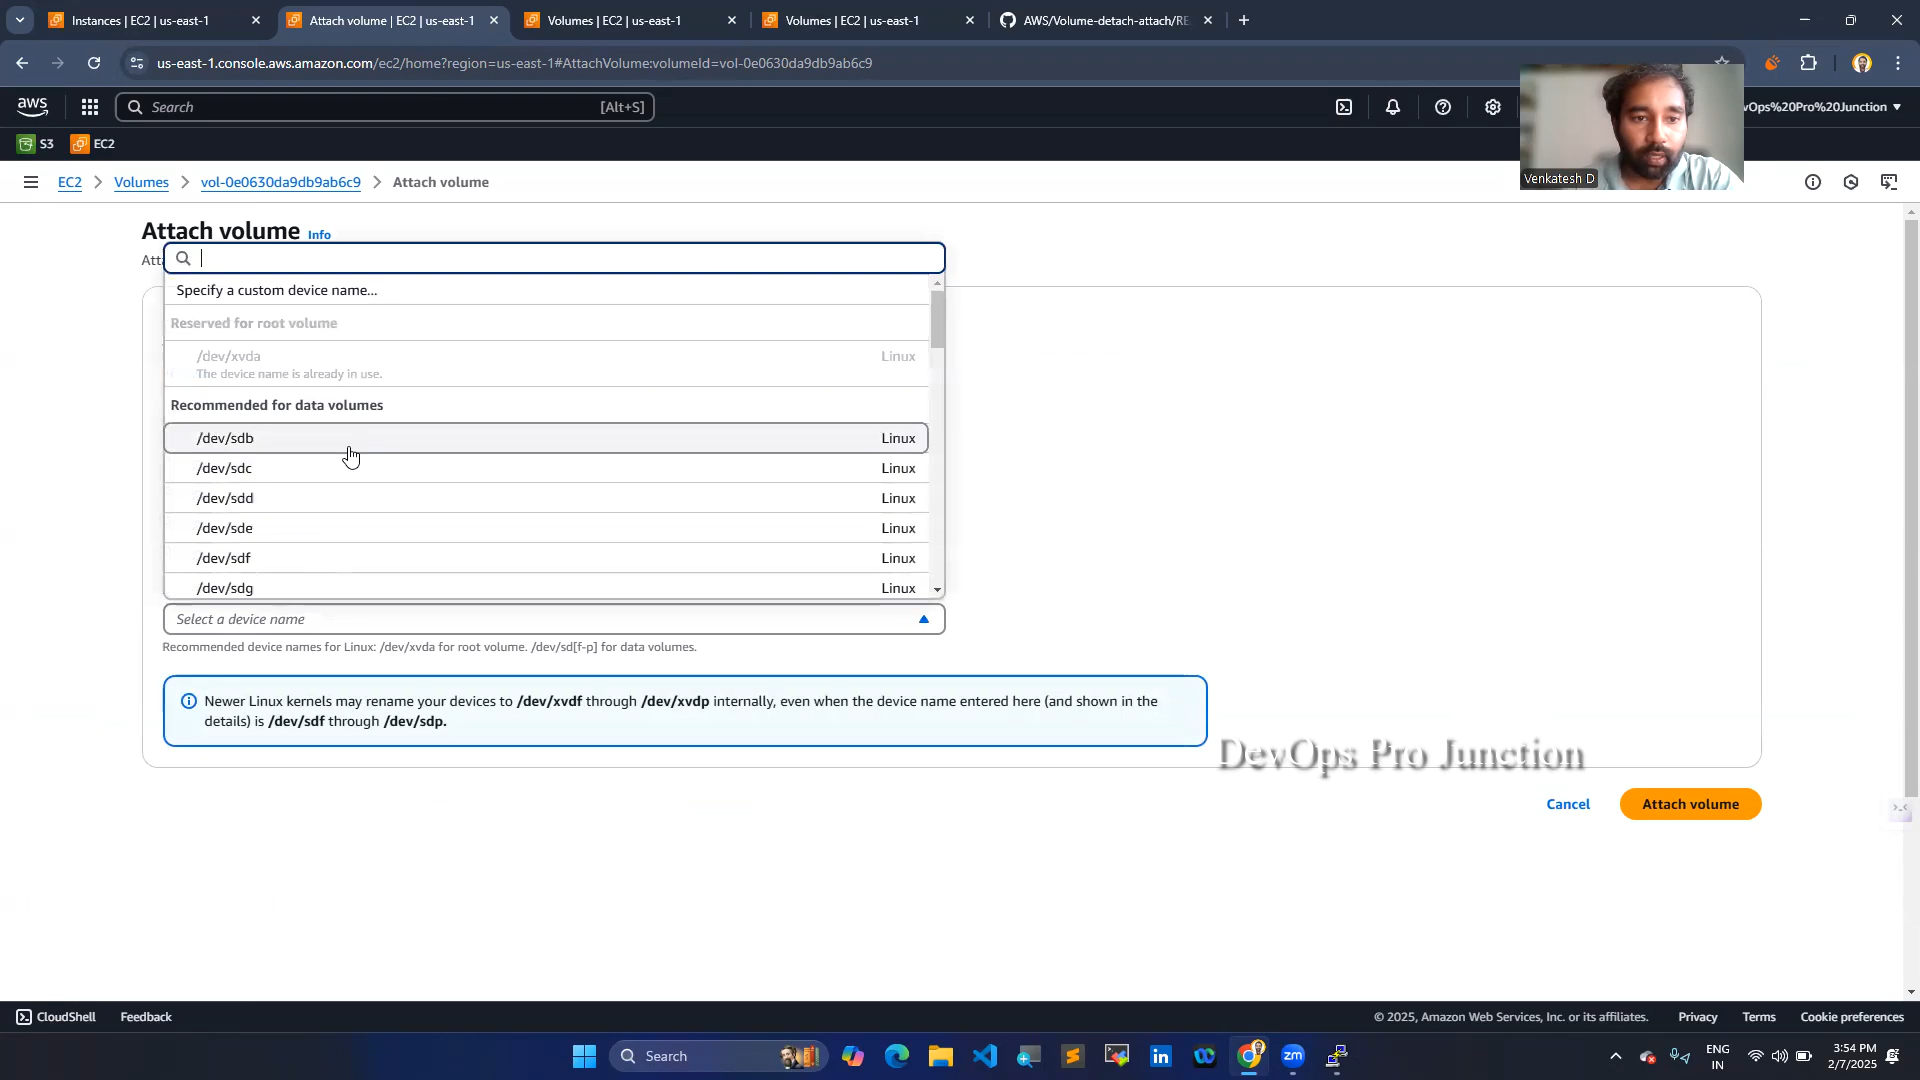 Instances | EC2 | us-east-1
Attach volume | EC2 | us-east-1
Volumes | EC2 | us-east-1
Volumes | EC2 | us-east-1
AWS/Volume-detach-attach/RE
us-east-1.console.aws.amazon.com/ec2/home?region=us-east-1#AttachVolume:volumeId=vol-0e0630da9db9ab6c9
aws
Search
[Alt+S]
vOps%20Pro%20Junction
S3
EC2
Venkatesh D
EC2
Volumes
vol-0e0630da9db9ab6c9
Attach volume
Attach volume
Info
Atta
Specify a custom device name...
Reserved for root volume
/dev/xvda
Linux
The device name is already in use.
Recommended for data volumes
/dev/sdb
Linux
/dev/sdc
Linux
/dev/sdd
Linux
/dev/sde
Linux
/dev/sdf
Linux
/dev/sdg
Linux
Select a device name
Recommended device names for Linux: /dev/xvda for root volume. /dev/sd[f-p] for data volumes.
Newer Linux kernels may rename your devices to /dev/xvdf through /dev/xvdp internally, even when the device name entered here (and shown in the
details) is /dev/sdf through /dev/sdp.
DevOps Pro Junction
Cancel
Attach volume
CloudShell
Feedback
© 2025, Amazon Web Services, Inc. or its affiliates.
Privacy
Terms
Cookie preferences
Search
zm
ENG
IN
3:54 PM
2/7/2025